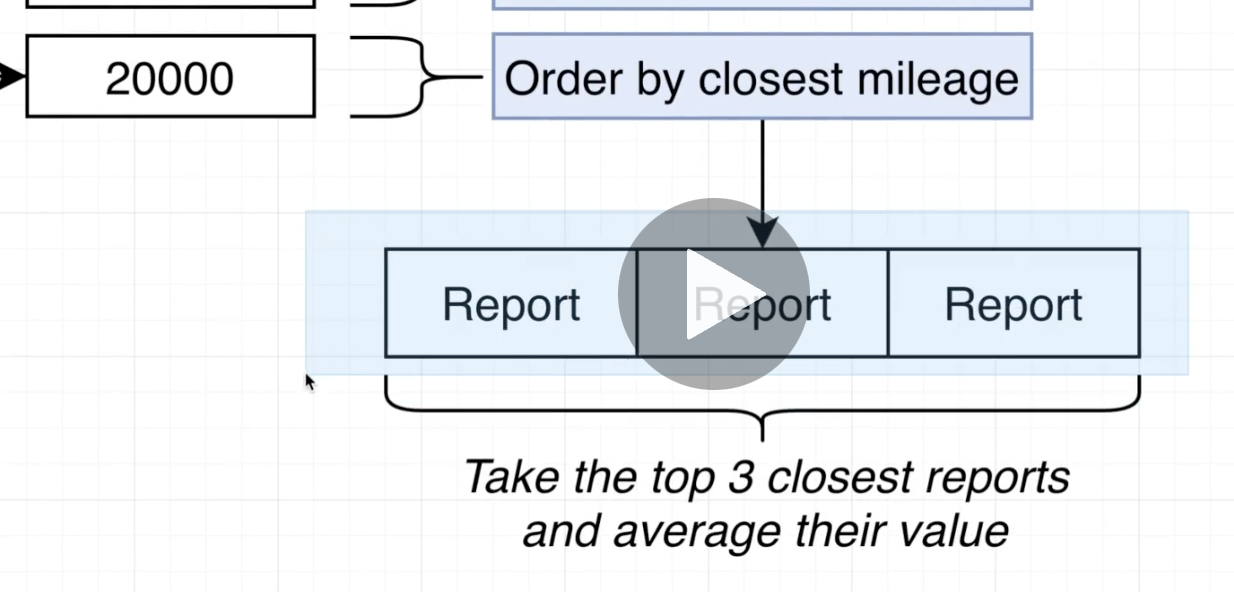 20000
Order by closest mileage
Report
Report
Report
Take the top 3 closest reports
and average their value